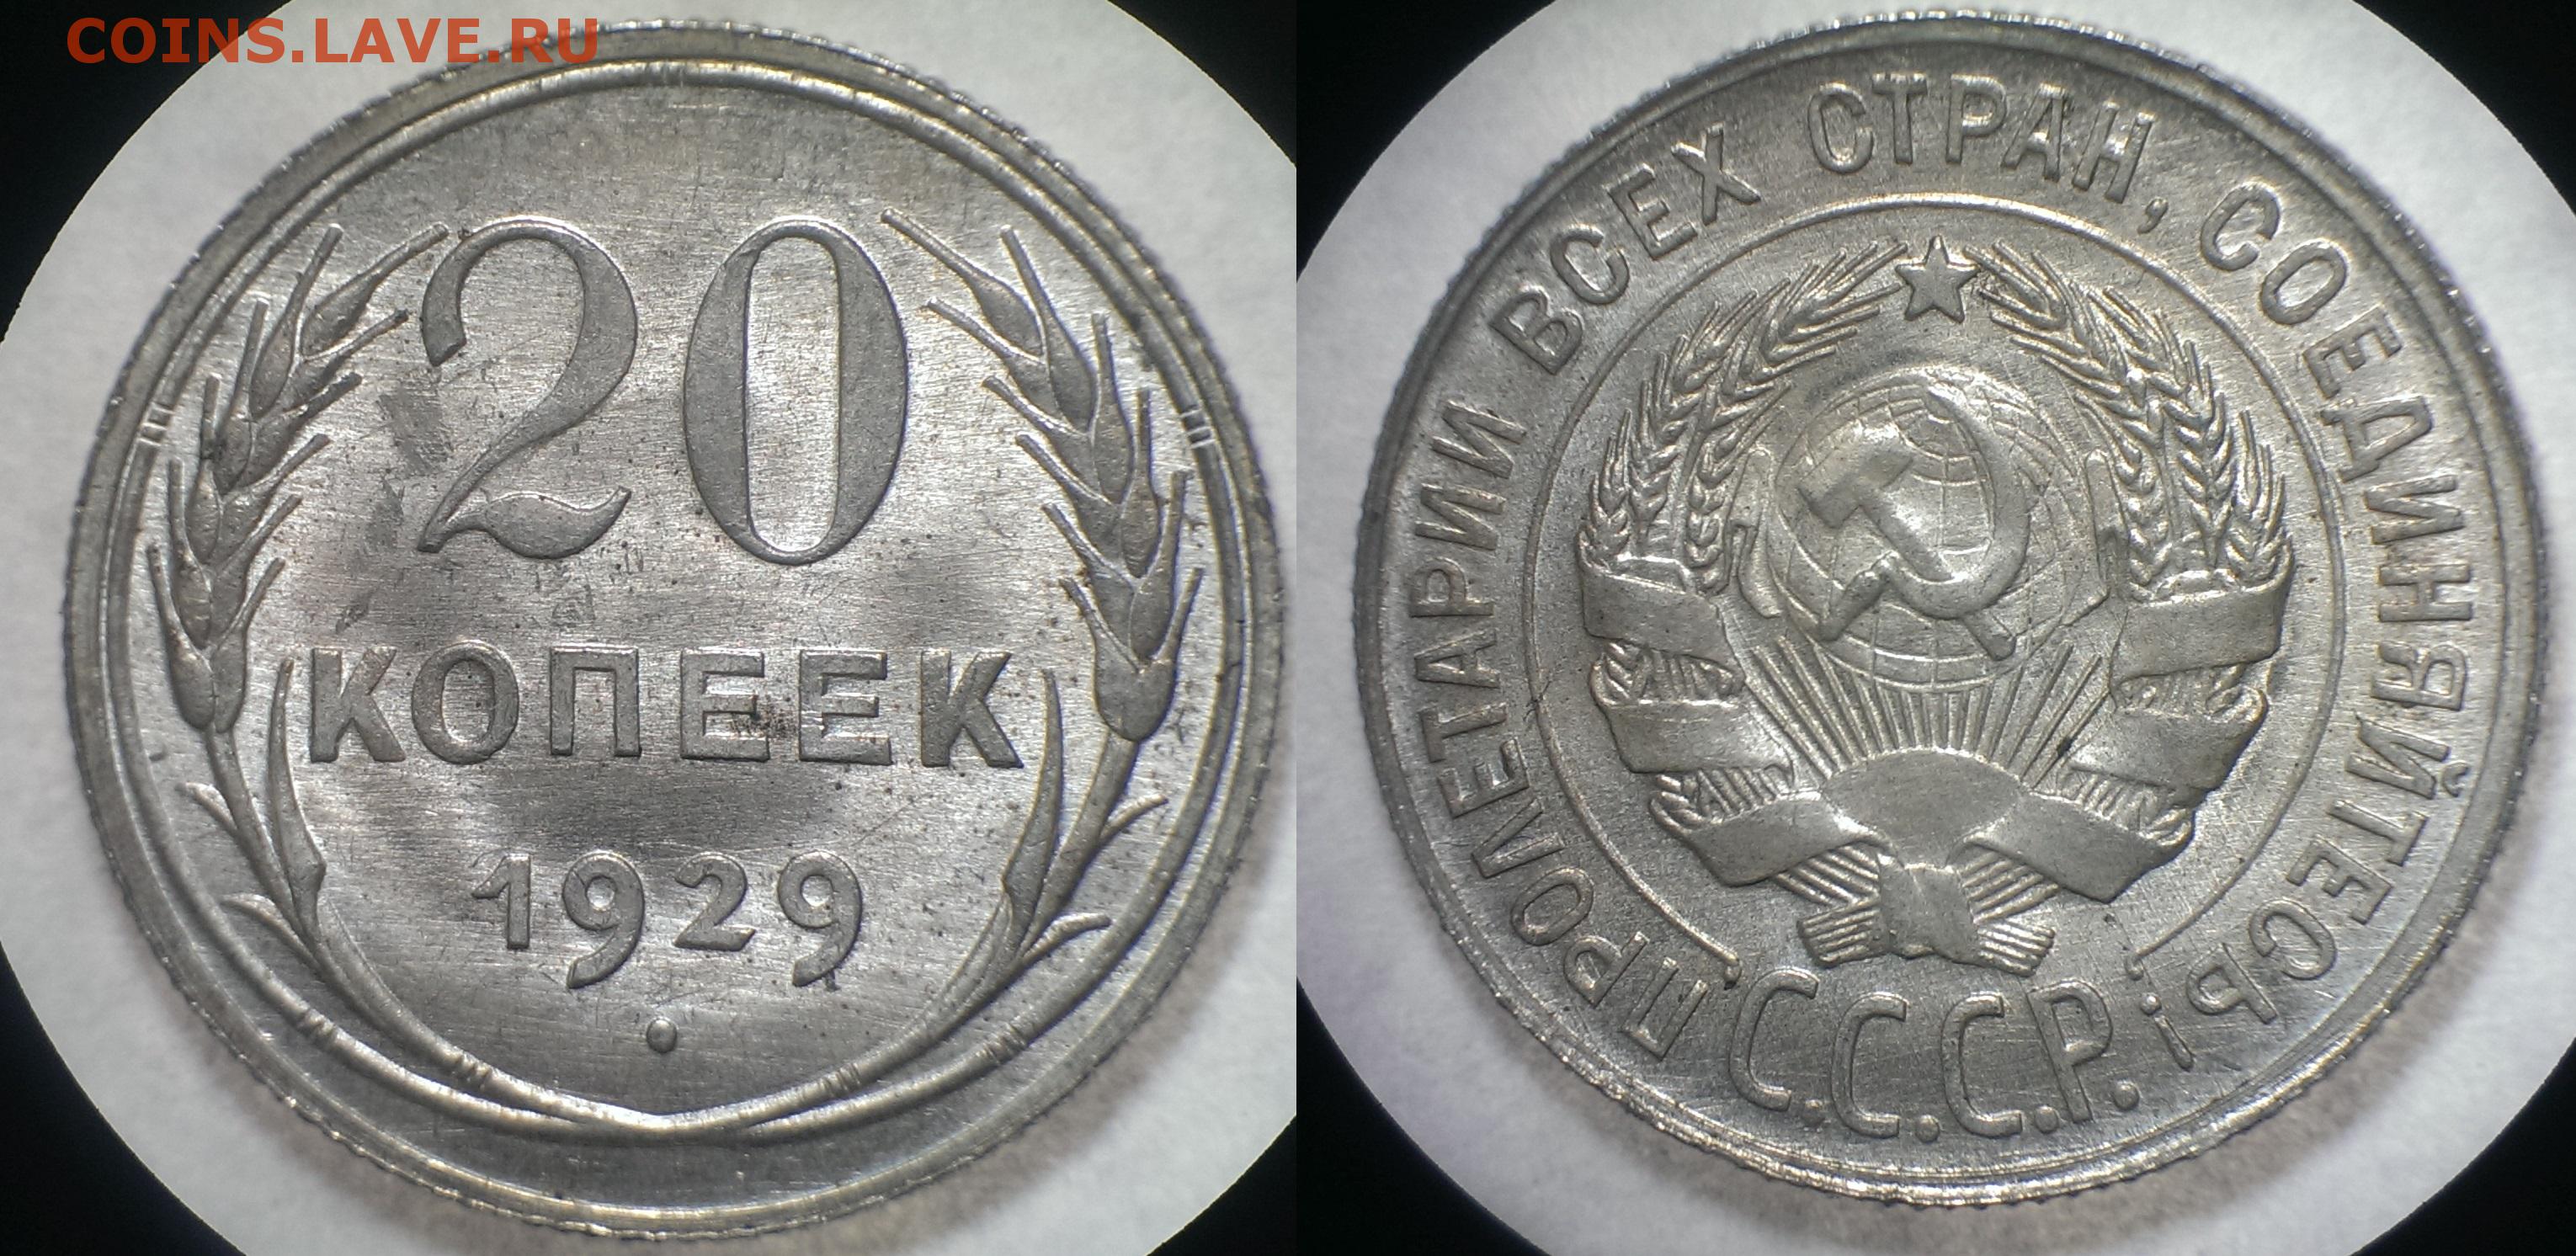 COINS.LAVE.RU
20
КОПЕЕК
1929
ПРОЛЕТАРИИ ВСЕХ СТРАН, СОЕДИНЯЙТЕСЬ!
С.С.С.Р.